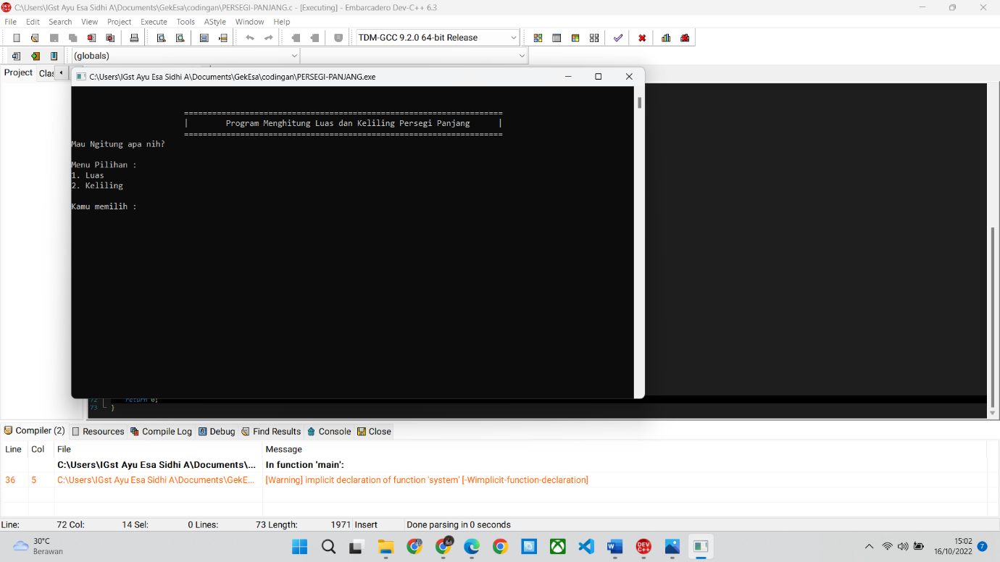 C:\Users\IGst Ayu Esa Sidhi A\Documents\GekEsa\codingan\PERSEGI-PANJANG.c - [Executing] - Embarcadero Dev-C++ 6.3
File Edit Search View Project Execute Tools AStyle Window Help
TDM-GCC 9.2.0 64-bit Release
(globals)
Project Clas
C:\Users\IGst Ayu Esa Sidhi A\Documents\GekEsa\codingan\PERSEGI-PANJANG.exe
====================================================================
| Program Menghitung Luas dan Keliling Persegi Panjang |
====================================================================
Mau Ngitung apa nih?
Menu Pilihan :
1. Luas
2. Keliling
Kamu memilih :
72 return 0;
73 }
Compiler (2) Resources Compile Log Debug Find Results Console Close
Line Col File Message
C:\Users\IGst Ayu Esa Sidhi A\Documents\... In function 'main':
36 5 C:\Users\IGst Ayu Esa Sidhi A\Documents\GekE... [Warning] implicit declaration of function 'system' [-Wimplicit-function-declaration]
Line: 72 Col: 14 Sel: 0 Lines: 73 Length: 1971 Insert Done parsing in 0 seconds
30°C
Berawan
DEV C++
15:02
16/10/2022
7